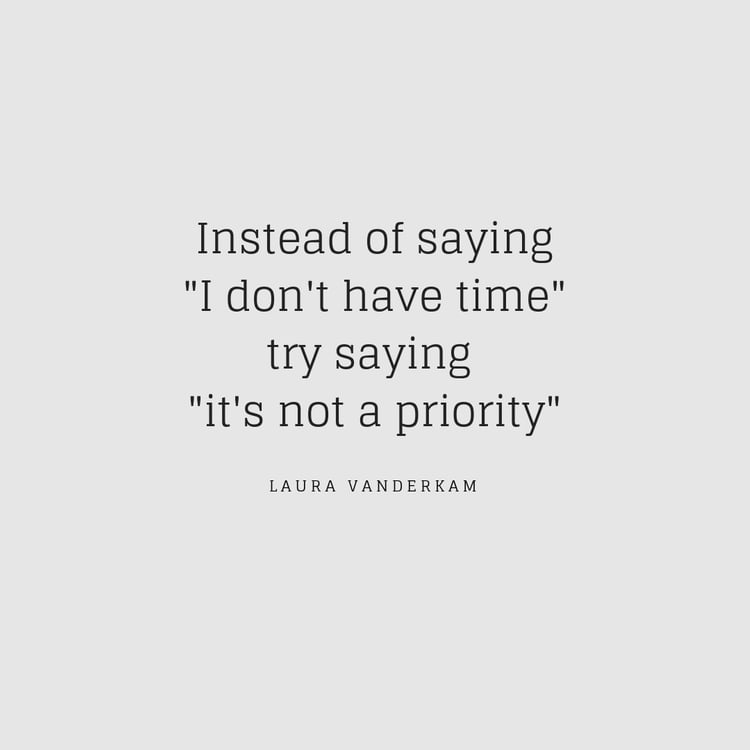 Instead of saying
"I don't have time"
try saying
"it's not a priority"
LAURA VANDERKAM